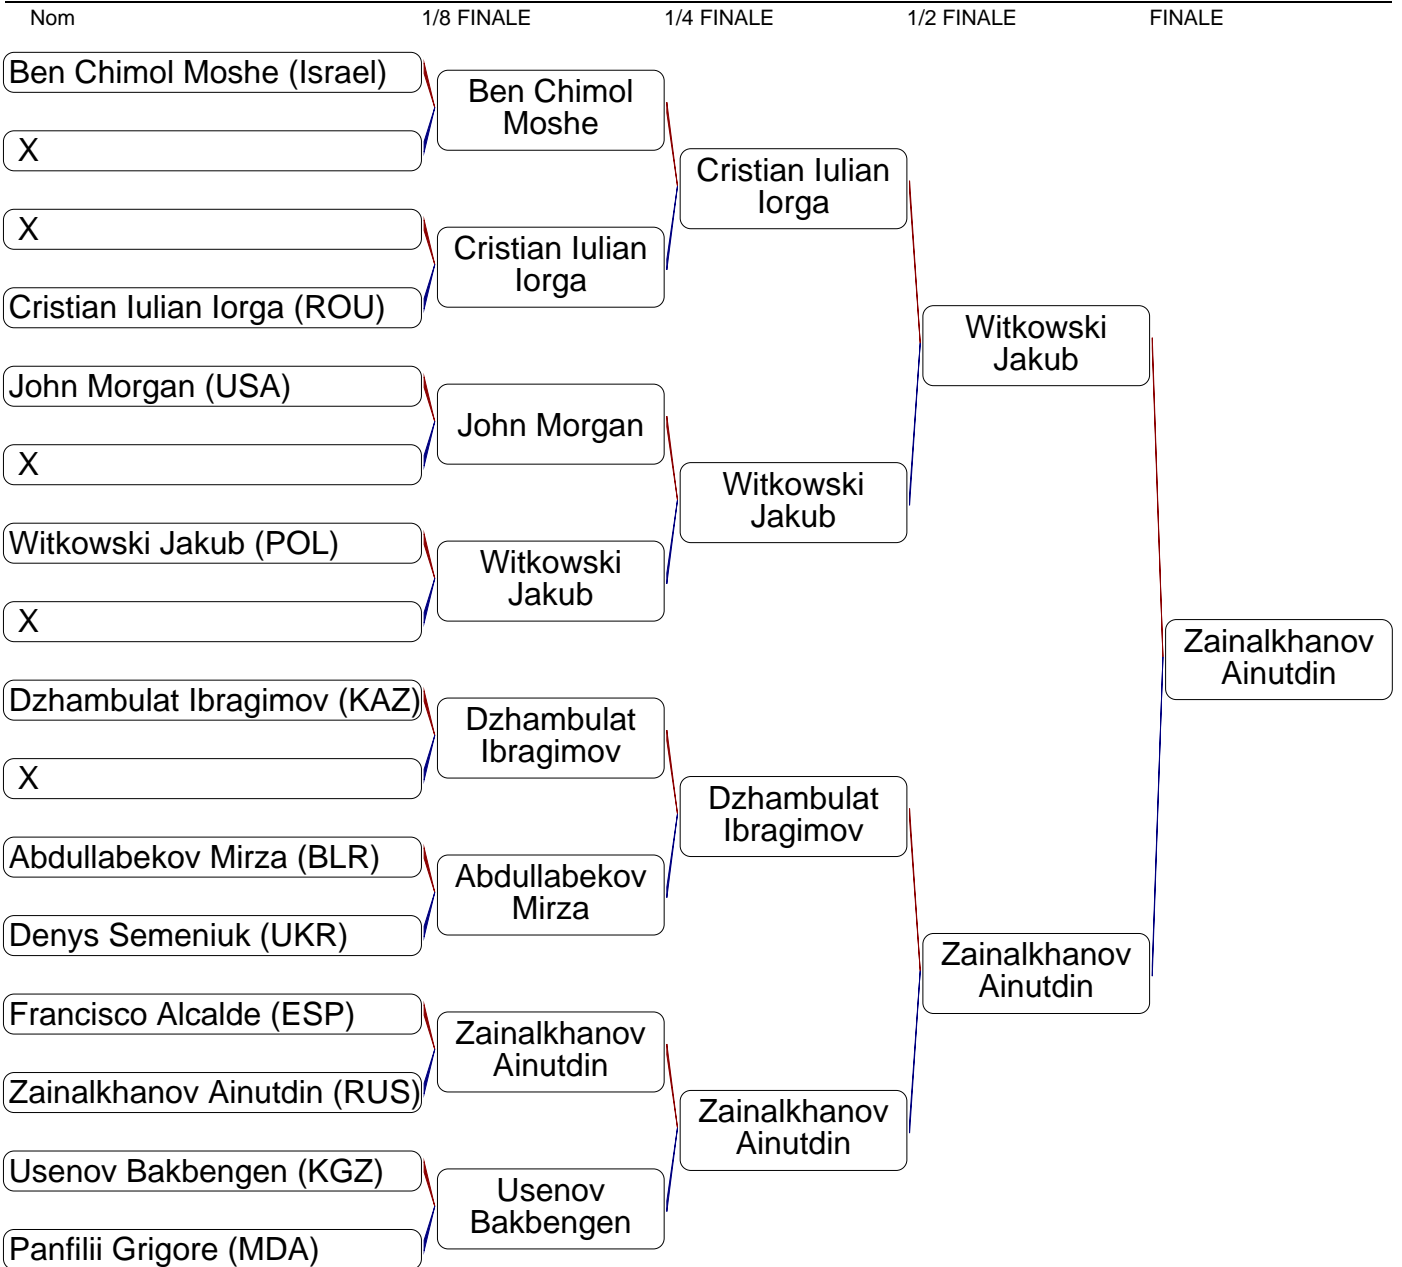 Nom 1/8 FINALE 1/4 FINALE 1/2 FINALE FINALE
Ben Chimol Moshe (Israel)
X
X
Cristian Iulian Iorga (ROU)
John Morgan (USA)
X
Witkowski Jakub (POL)
X
Dzhambulat Ibragimov (KAZ)
X
Abdullabekov Mirza (BLR)
Denys Semeniuk (UKR)
Francisco Alcalde (ESP)
Zainalkhanov Ainutdin (RUS)
Usenov Bakbengen (KGZ)
Panfilii Grigore (MDA)
Ben Chimol
Moshe
Cristian Iulian
Iorga
John Morgan
Witkowski
Jakub
Dzhambulat
Ibragimov
Abdullabekov
Mirza
Zainalkhanov
Ainutdin
Usenov
Bakbengen
Cristian Iulian
Iorga
Witkowski
Jakub
Dzhambulat
Ibragimov
Zainalkhanov
Ainutdin
Witkowski
Jakub
Zainalkhanov
Ainutdin
Zainalkhanov
Ainutdin